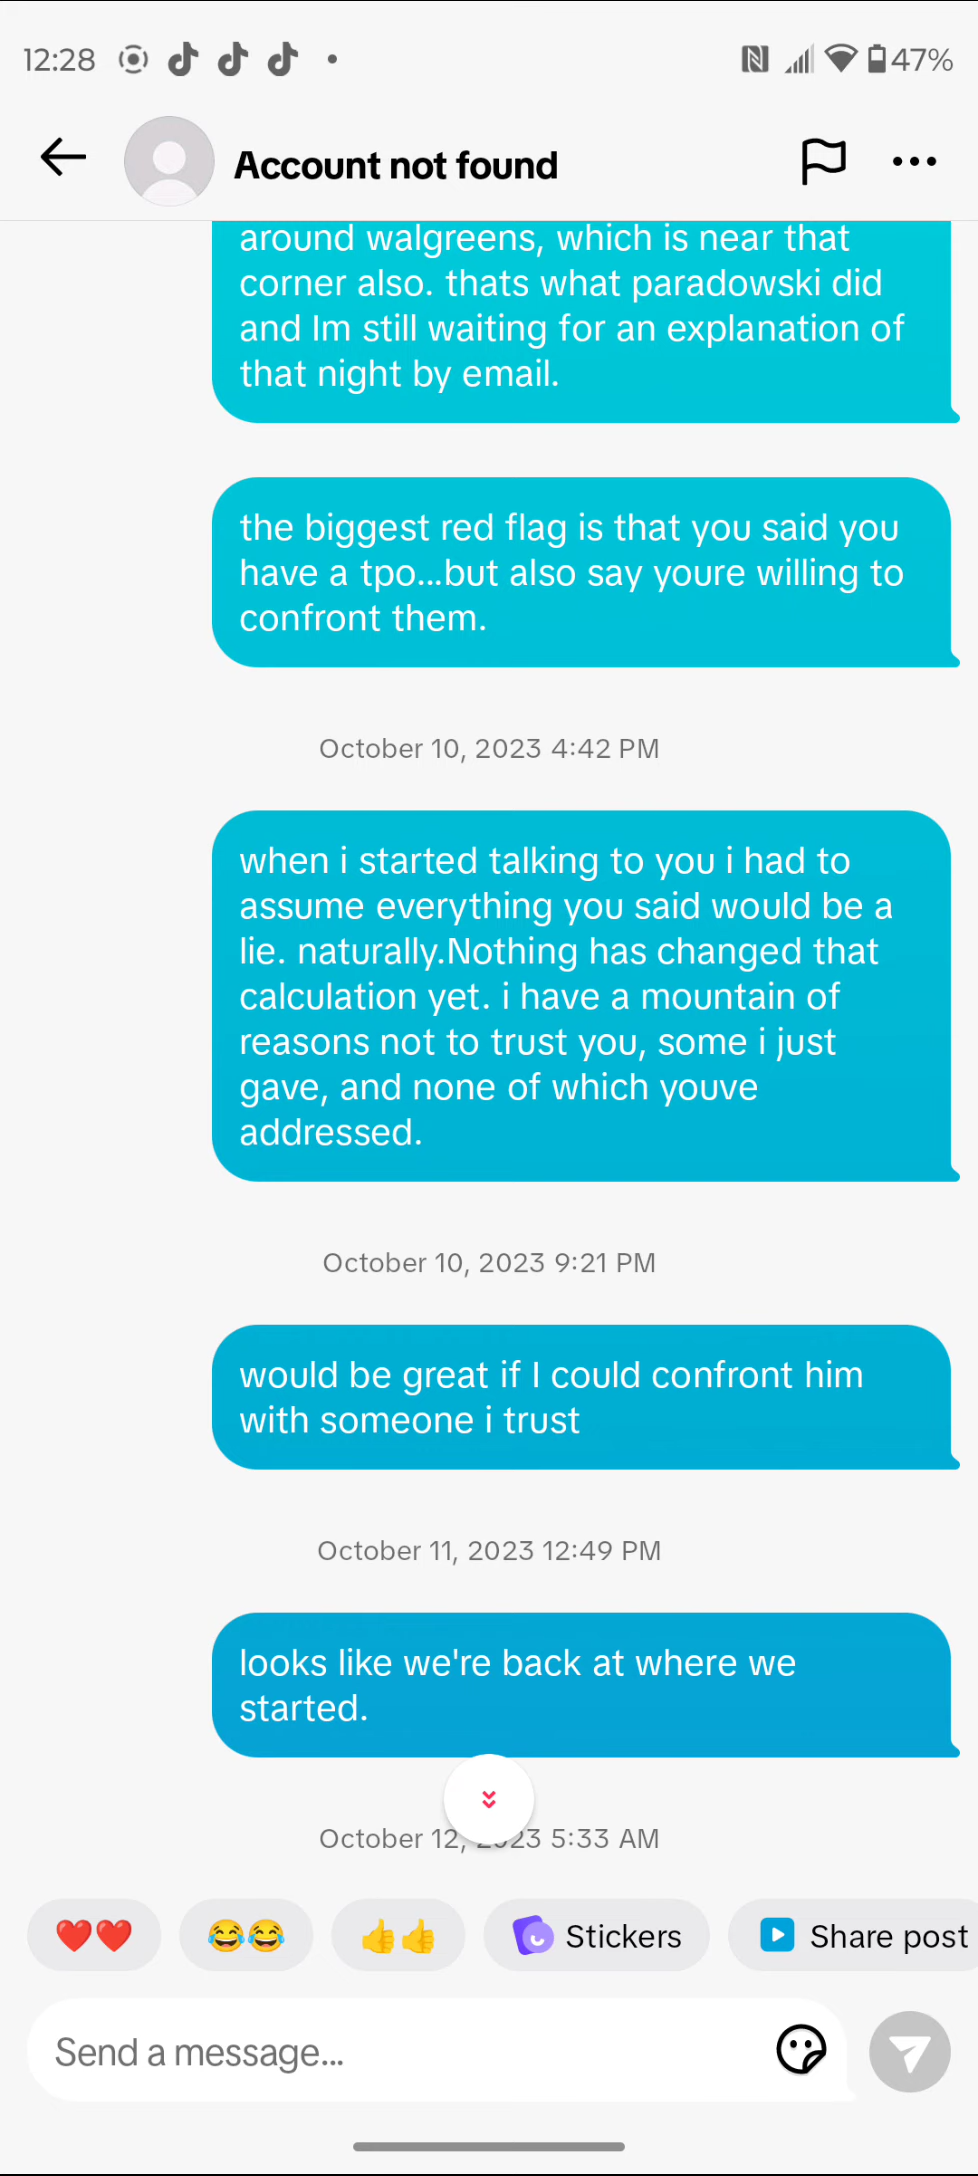 12:28
47%
Account not found
around walgreens, which is near that
corner also. thats what paradowski did
and Im still waiting for an explanation of
that night by email.
the biggest red flag is that you said you
have a tpo...but also say youre willing to
confront them.
October 10, 2023 4:42 PM
when i started talking to you i had to
assume everything you said would be a
lie. naturally.Nothing has changed that
calculation yet. i have a mountain of
reasons not to trust you, some i just
gave, and none of which youve
addressed.
October 10, 2023 9:21 PM
would be great if I could confront him
with someone i trust
October 11, 2023 12:49 PM
looks like we're back at where we
started.
October 12, 2023 5:33 AM
❤️❤️ 😂😂 👍👍 Stickers Share post
Send a message...